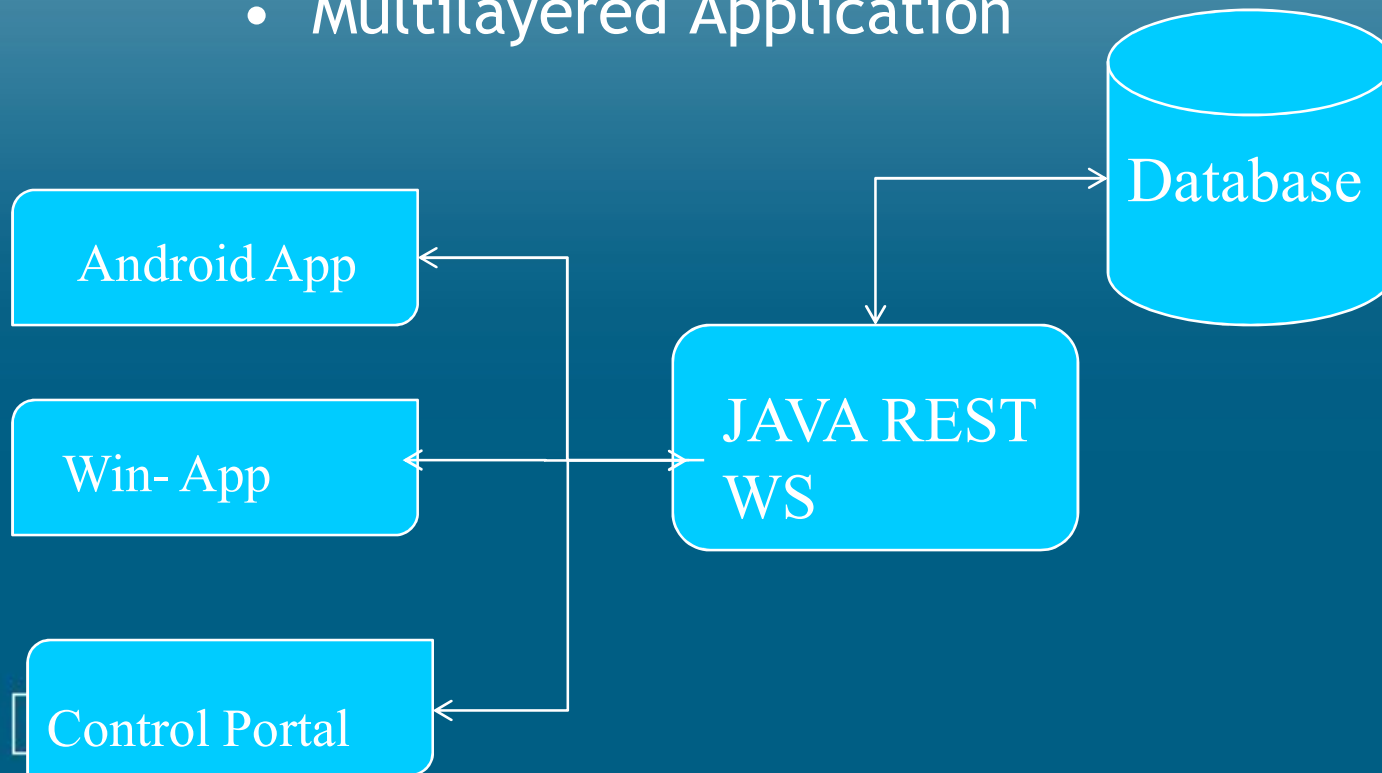 • Multilayered Application
Database
Android App
JAVA REST
WS
Win- App
Control Portal